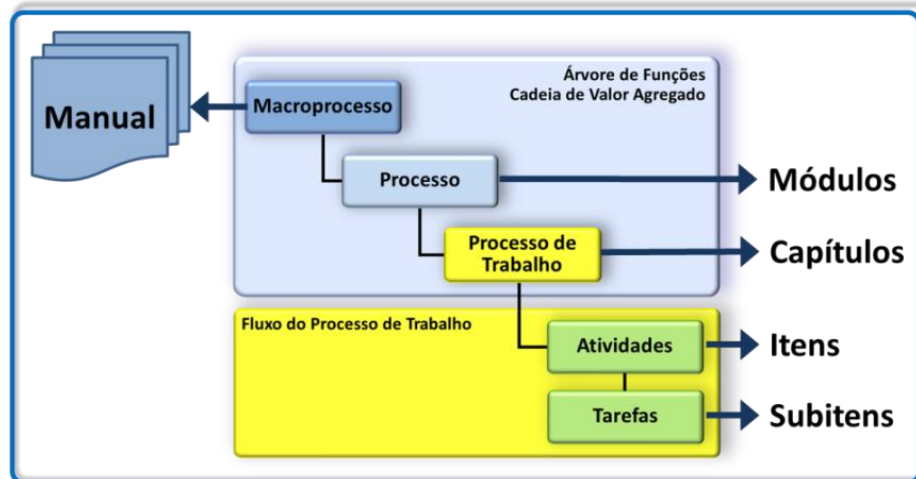 Árvore de Funções
Cadeia de Valor Agregado
Manual
Macroprocesso
Processo
Módulos
Processo de
Trabalho
Capítulos
Fluxo do Processo de Trabalho
Atividades
Itens
Tarefas
Subitens